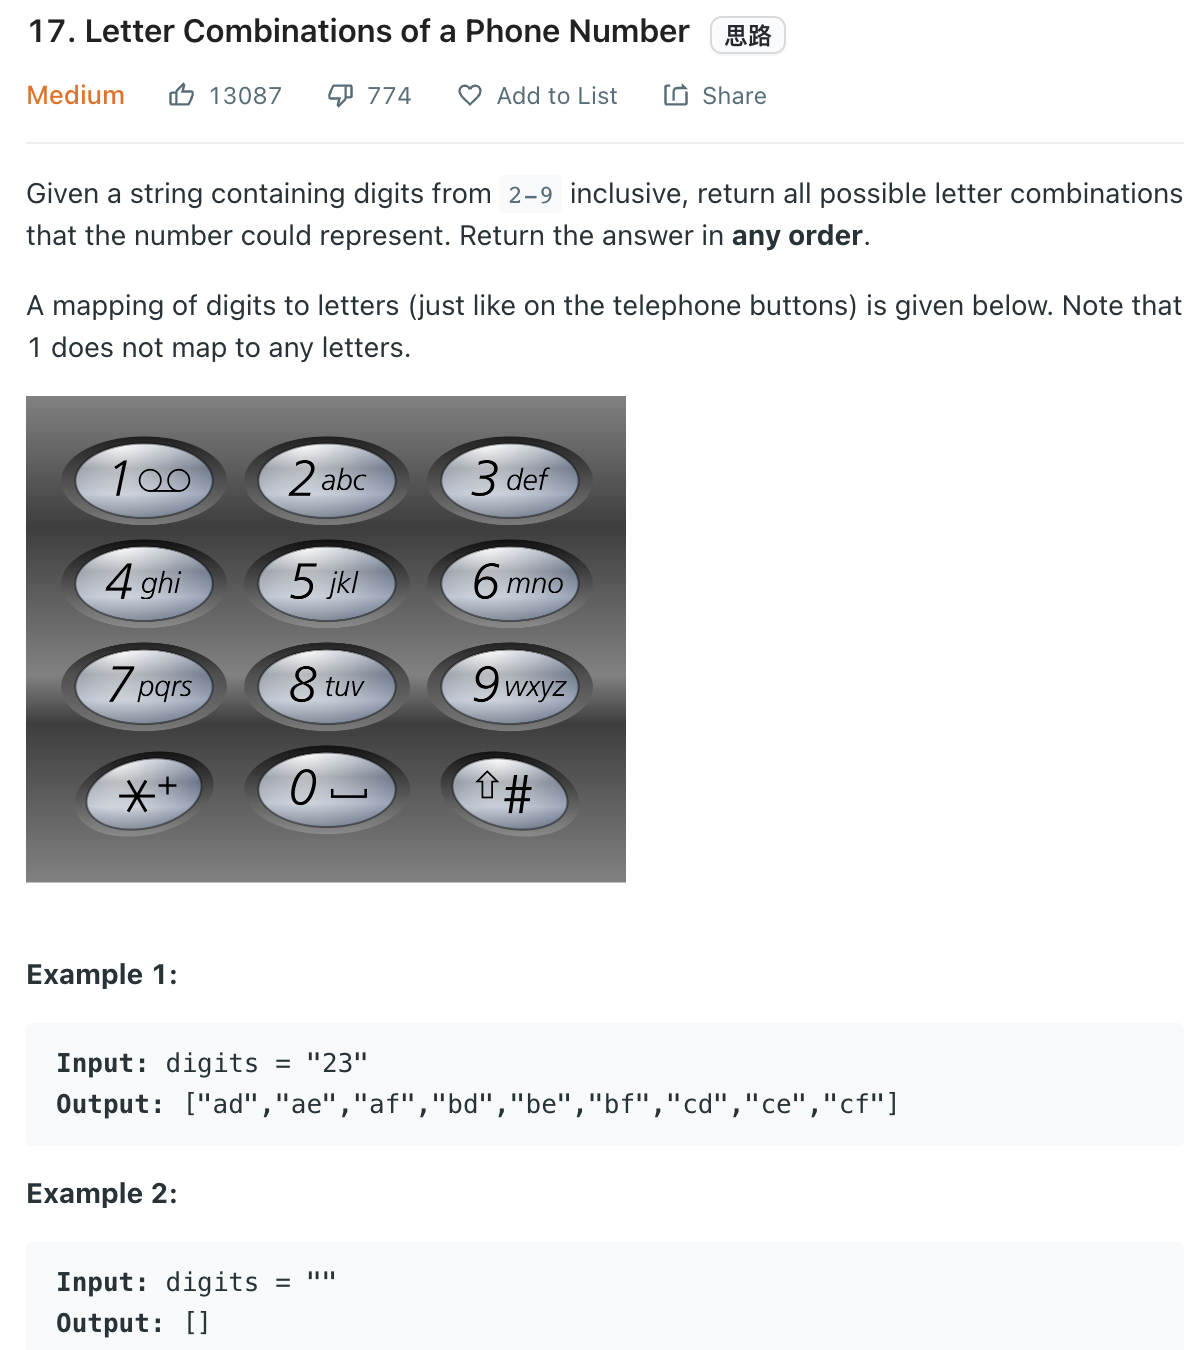 17. Letter Combinations of a Phone Number 思路
Medium 13087 774 Add to List Share
Given a string containing digits from 2-9 inclusive, return all possible letter combinations
that the number could represent. Return the answer in any order.
A mapping of digits to letters (just like on the telephone buttons) is given below. Note that
1 does not map to any letters.
1 2 abc 3 def
4 ghi 5 jkl 6 mno
7 pqrs 8 tuv 9 wxyz
*+ 0 #
Example 1:
Input: digits = "23"
Output: ["ad","ae","af","bd","be","bf","cd","ce","cf"]
Example 2:
Input: digits = ""
Output: []